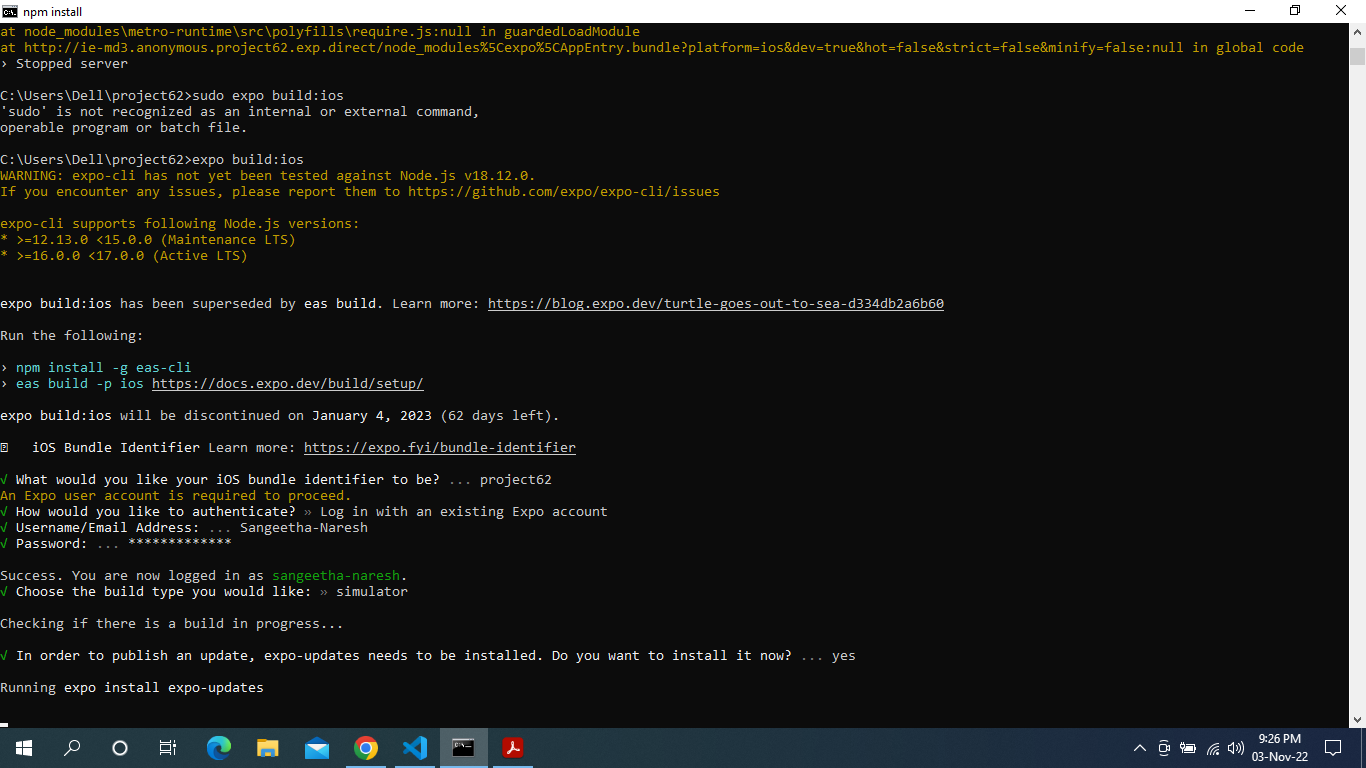 npm install
at node_modules\metro-runtime\src\polyfills\require.js:null in guardedLoadModule
at http://ie-md3.anonymous.project62.exp.direct/node_modules%5Cexpo%5CAppEntry.bundle?platform=ios&dev=true&hot=false&strict=false&minify=false:null in global code
› Stopped server
C:\Users\Dell\project62>sudo expo build:ios
'sudo' is not recognized as an internal or external command,
operable program or batch file.
C:\Users\Dell\project62>expo build:ios
WARNING: expo-cli has not yet been tested against Node.js v18.12.0.
If you encounter any issues, please report them to https://github.com/expo/expo-cli/issues
expo-cli supports following Node.js versions:
* >=12.13.0 <15.0.0 (Maintenance LTS)
* >=16.0.0 <17.0.0 (Active LTS)
expo build:ios has been superseded by eas build. Learn more: https://blog.expo.dev/turtle-goes-out-to-sea-d334db2a6b60
Run the following:
› npm install -g eas-cli
› eas build -p ios https://docs.expo.dev/build/setup/
expo build:ios will be discontinued on January 4, 2023 (62 days left).
iOS Bundle Identifier Learn more: https://expo.fyi/bundle-identifier
√ What would you like your iOS bundle identifier to be? ... project62
An Expo user account is required to proceed.
√ How would you like to authenticate? » Log in with an existing Expo account
√ Username/Email Address: ... Sangeetha-Naresh
√ Password: ... *************
Success. You are now logged in as sangeetha-naresh.
√ Choose the build type you would like: » simulator
Checking if there is a build in progress...
√ In order to publish an update, expo-updates needs to be installed. Do you want to install it now? ... yes
Running expo install expo-updates
9:26 PM
03-Nov-22